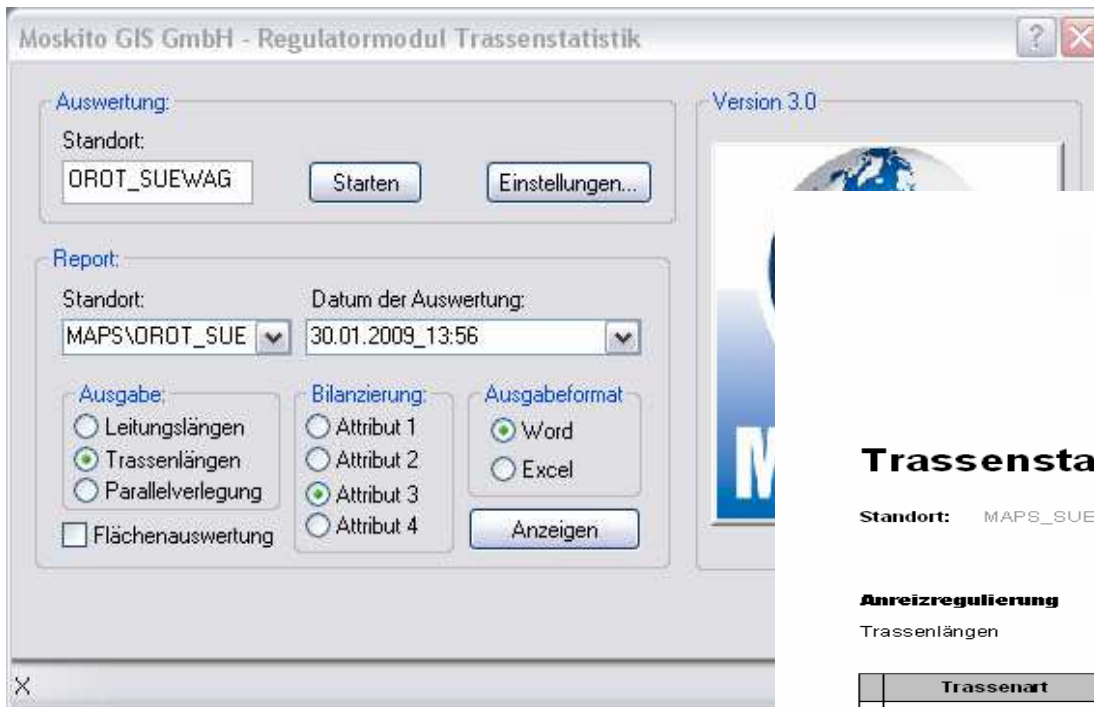 Moskito GIS GmbH - Regulatormodul Trassenstatistik
Auswertung:
Standort:
OROT_SUEWAG
Starten
Einstellungen...
Version 3.0
Report:
Standort:
Datum der Auswertung:
MAPS\OROT_SUE
30.01.2009_13:56
Ausgabe:
Leitungslängen
Trassenlängen
Parallelverlegung
Flächenauswertung
Bilanzierung:
Attribut 1
Attribut 2
Attribut 3
Attribut 4
Ausgabeformat
Word
Excel
Anzeigen
M
Trassensta
Standort: MAPS_SUE
Anreizregulierung
Trassenlängen
Trassenart